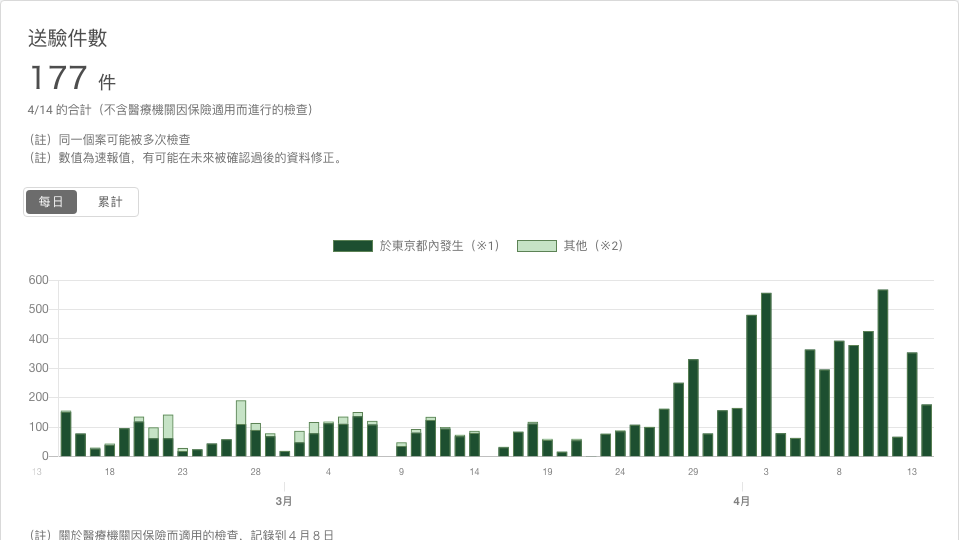 送驗件數
177 件
4/14 的合計（不含醫療機關因保險適用而進行的檢查）
（註）同一個案可能被多次檢查
（註）數值為速報值，有可能在未來被確認過後的資料修正。
每日 累計
於東京都內發生（※1） 其他（※2）
600
500
400
300
200
100
0
13 18 23 28 4 9 14 19 24 29 3 8 13
3月 4月
（註）關於醫療機關因保險而適用的檢查，記錄到４月８日